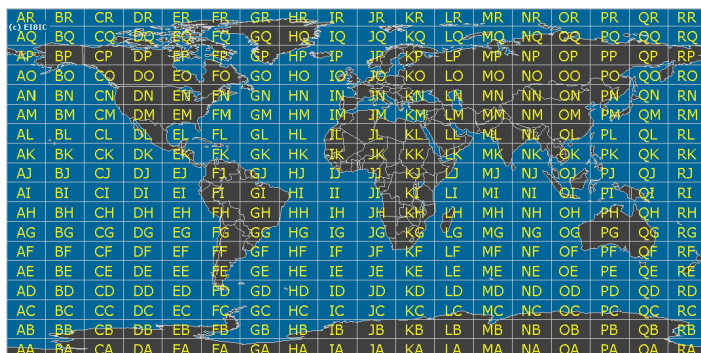 AR BR CR DR ER FR GR HR IR JR KR LR MR NR OR PR QR RR
(c) EI8IC
AQ BQ CQ DQ EQ FQ GQ HQ IQ JQ KQ LQ MQ NQ OQ PQ QQ RQ
AP BP CP DP EP FP GP HP IP JP KP LP MP NP OP PP QP RP
AO BO CO DO EO FO GO HO IO JO KO LO MO NO OO PO QO RO
AN BN CN DN EN FN GN HN IN JN KN LN MN NN ON PN QN RN
AM BM CM DM EM FM GM HM IM JM KM LM MM NM OM PM QM RM
AL BL CL DL EL FL GL HL IL JL KL LL ML NL OL PL QL RL
AK BK CK DK EK FK GK HK IK JK KK LK MK NK OK PK QK RK
AJ BJ CJ DJ EJ FJ GJ HJ IJ JJ KJ LJ MJ NJ OJ PJ QJ RJ
AI BI CI DI EI FI GI HI II JI KI LI MI NI OI PI QI RI
AH BH CH DH EH FH GH HH IH JH KH LH MH NH OH PH QH RH
AG BG CG DG EG FG GG HG IG JG KG LG MG NG OG PG QG RG
AF BF CF DF EF FF GF HF IF JF KF LF MF NF OF PF QF RF
AE BE CE DE EE FE GE HE IE JE KE LE ME NE OE PE QE RE
AD BD CD DD ED FD GD HD ID JD KD LD MD ND OD PD QD RD
AC BC CC DC EC FC GC HC IC JC KC LC MC NC OC PC QC RC
AB BB CB DB EB FB GB HB IB JB KB LB MB NB OB PB QB RB
AA BA CA DA EA FA GA HA IA JA KA LA MA NA OA PA QA RA